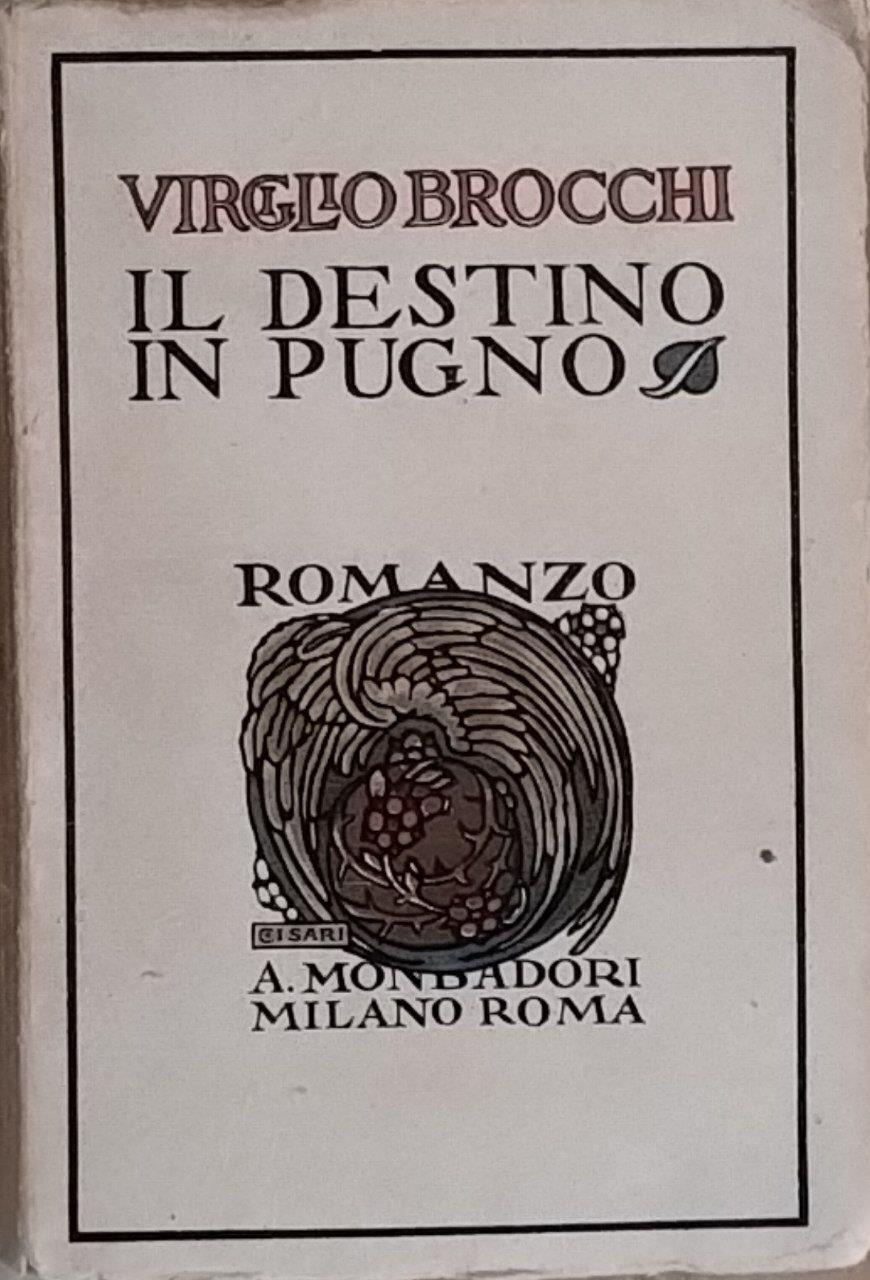 VIRGILIO BROCCHI
IL DESTINO
IN PUGNO
ROMANZO
CISARI
A. MONDADORI
MILANO ROMA